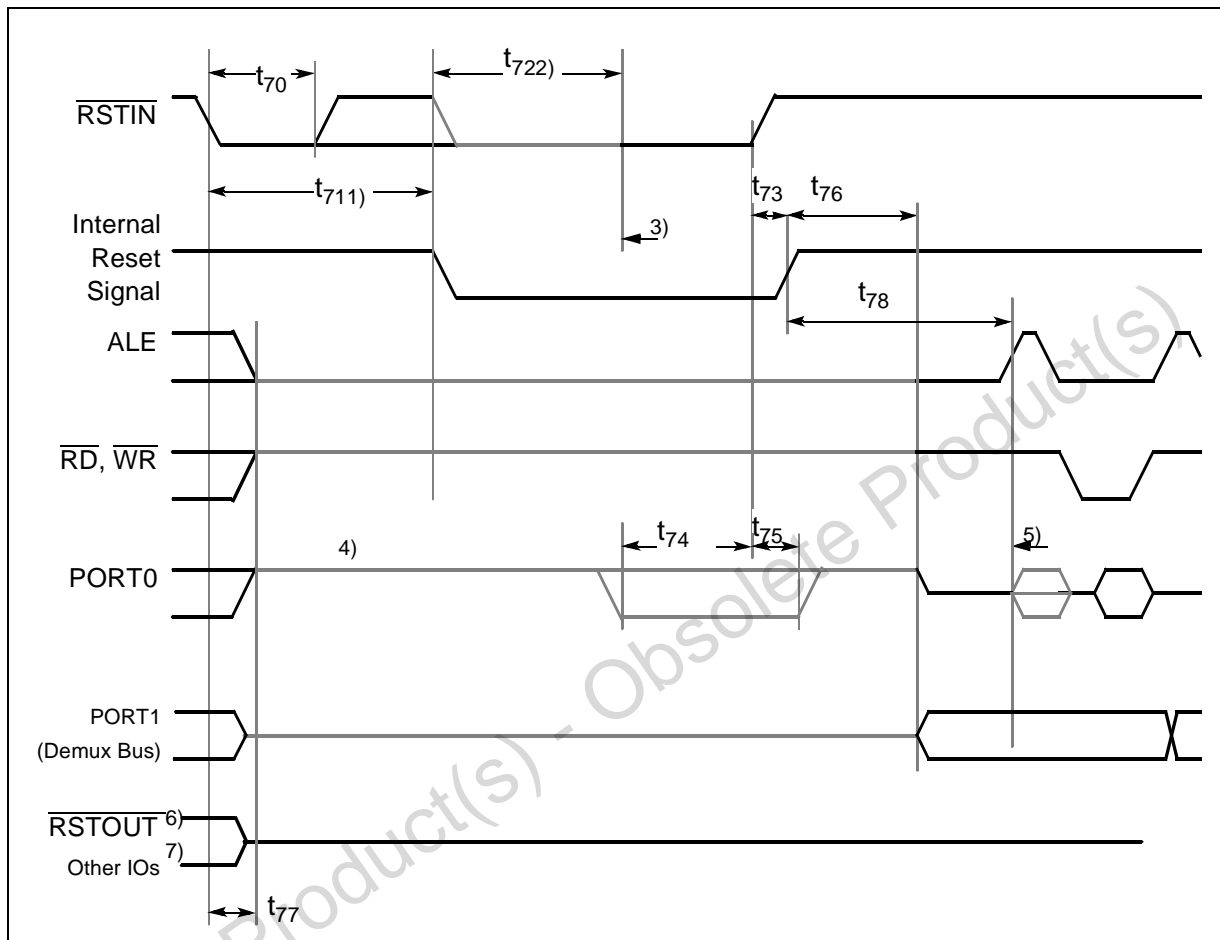 t70
t722)
RSTIN
t711)
t73
t76
Internal
Reset
Signal
3)
t78
ALE
RD, WR
t74
t75
4)
5)
PORT0
PORT1
(Demux Bus)
RSTOUT 6)
Other IOs 7)
t77
Product(s) - Obsolete Product(s)